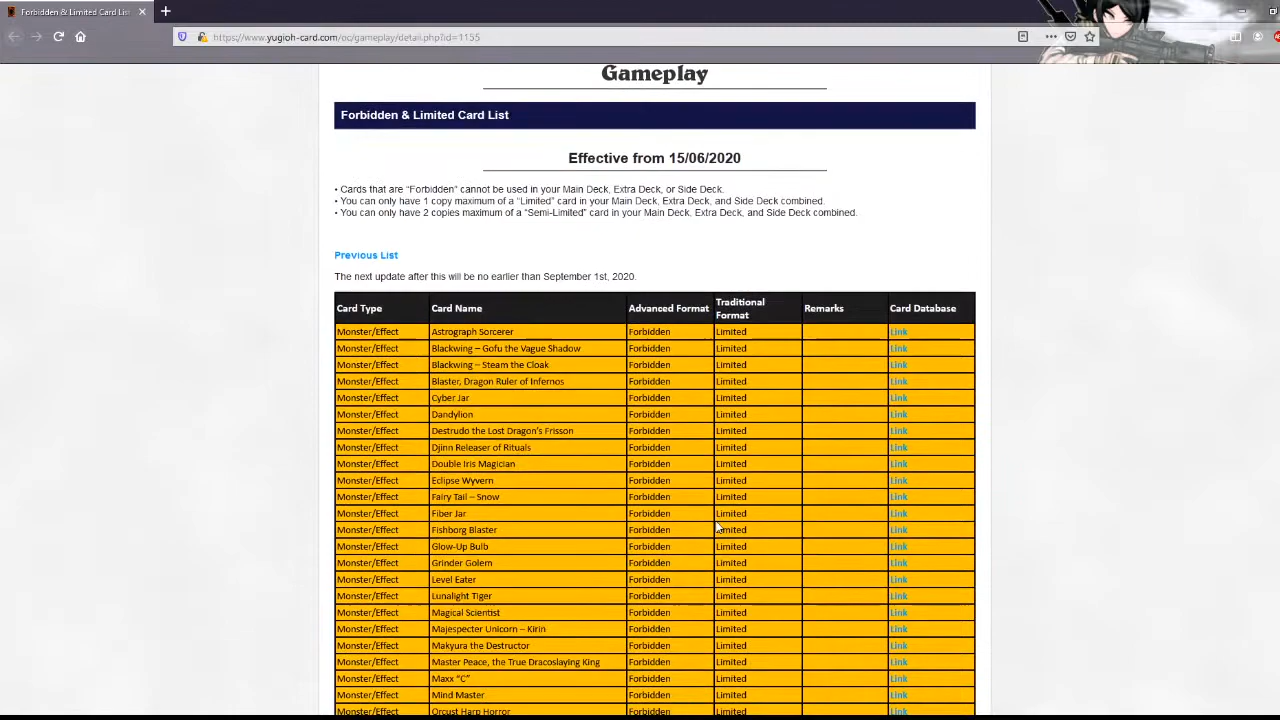 Forbidden & Limited Card List
https://www.yugioh-card.com/oc/gameplay/detail.php?id=1155
Gameplay
Forbidden & Limited Card List
Effective from 15/06/2020
• Cards that are “Forbidden” cannot be used in your Main Deck, Extra Deck, or Side Deck.
• You can only have 1 copy maximum of a “Limited” card in your Main Deck, Extra Deck, and Side Deck combined.
• You can only have 2 copies maximum of a “Semi-Limited” card in your Main Deck, Extra Deck, and Side Deck combined.
Previous List
The next update after this will be no earlier than September 1st, 2020.
Card Type Card Name Advanced Format Traditional Format Remarks Card Database
Monster/Effect Astrograph Sorcerer Forbidden Limited Link
Monster/Effect Blackwing – Gofu the Vague Shadow Forbidden Limited Link
Monster/Effect Blackwing – Steam the Cloak Forbidden Limited Link
Monster/Effect Blaster, Dragon Ruler of Infernos Forbidden Limited Link
Monster/Effect Cyber Jar Forbidden Limited Link
Monster/Effect Dandylion Forbidden Limited Link
Monster/Effect Destrudo the Lost Dragon's Frisson Forbidden Limited Link
Monster/Effect Djinn Releaser of Rituals Forbidden Limited Link
Monster/Effect Double Iris Magician Forbidden Limited Link
Monster/Effect Eclipse Wyvern Forbidden Limited Link
Monster/Effect Fairy Tail – Snow Forbidden Limited Link
Monster/Effect Fiber Jar Forbidden Limited Link
Monster/Effect Fishborg Blaster Forbidden Limited Link
Monster/Effect Glow-Up Bulb Forbidden Limited Link
Monster/Effect Grinder Golem Forbidden Limited Link
Monster/Effect Level Eater Forbidden Limited Link
Monster/Effect Lunalight Tiger Forbidden Limited Link
Monster/Effect Magical Scientist Forbidden Limited Link
Monster/Effect Majespecter Unicorn – Kirin Forbidden Limited Link
Monster/Effect Makyura the Destructor Forbidden Limited Link
Monster/Effect Master Peace, the True Dracoslaying King Forbidden Limited Link
Monster/Effect Maxx “C” Forbidden Limited Link
Monster/Effect Mind Master Forbidden Limited Link
Monster/Effect Orcust Harp Horror Forbidden Limited Link